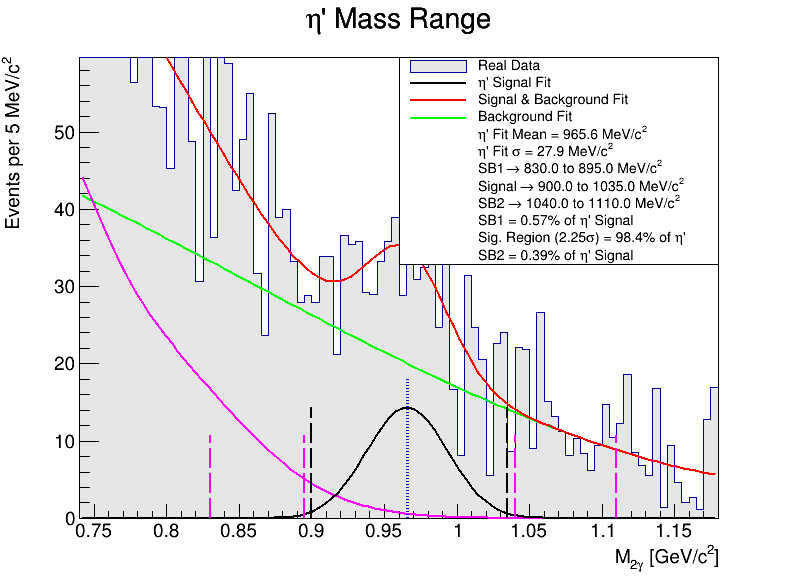 η' Mass Range
Events per 5 MeV/c²
Real Data
η' Signal Fit
Signal & Background Fit
Background Fit
η' Fit Mean = 965.6 MeV/c²
η' Fit σ = 27.9 MeV/c²
SB1 → 830.0 to 895.0 MeV/c²
Signal → 900.0 to 1035.0 MeV/c²
SB2 → 1040.0 to 1110.0 MeV/c²
SB1 = 0.57% of η' Signal
Sig. Region (2.25σ) = 98.4% of η'
SB2 = 0.39% of η' Signal
50
40
30
20
10
0
0.75 0.8 0.85 0.9 0.95 1 1.05 1.1 1.15
M₂γ [GeV/c²]